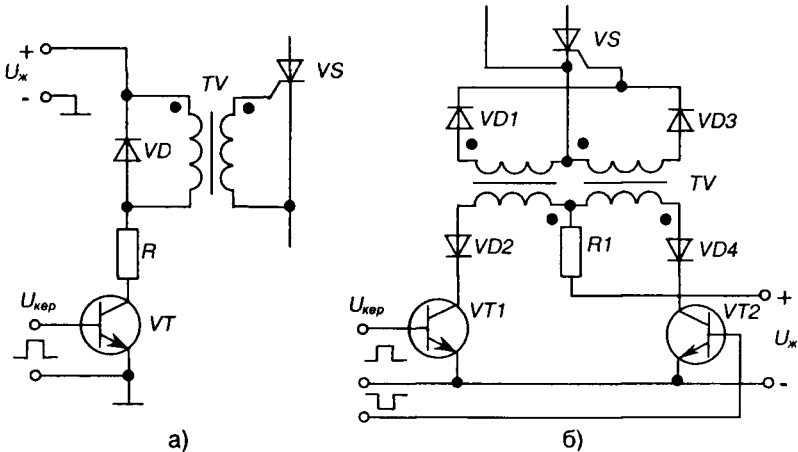 +
Uж
-
TV
VS
VD
R
Uкер
VT
а)
VS
VD1
VD3
TV
VD2
R1
VD4
Uкер
VT1
VT2
+
Uж
-
б)